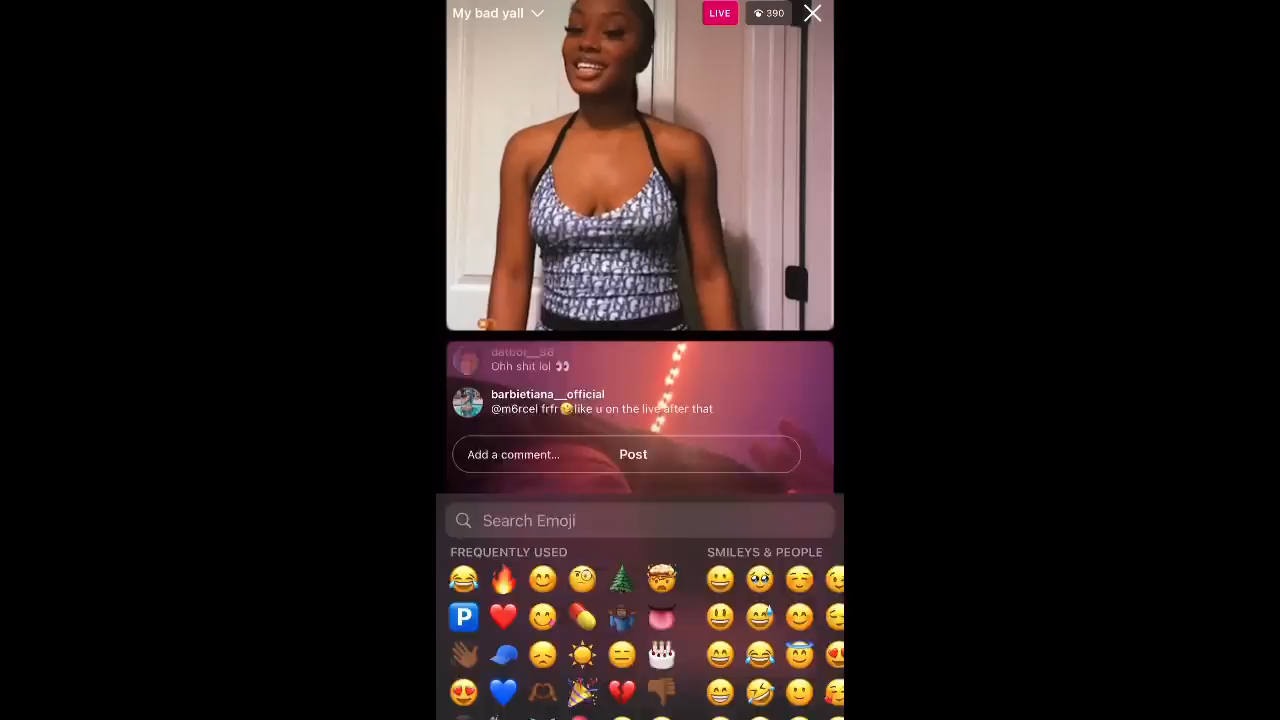 My bad yall
LIVE
390
datboi__98
Ohh shit lol 👀
barbietiana__official
@m6rcel frfr🤣like u on the live after that
Add a comment...
Post
Search Emoji
FREQUENTLY USED
SMILEYS & PEOPLE